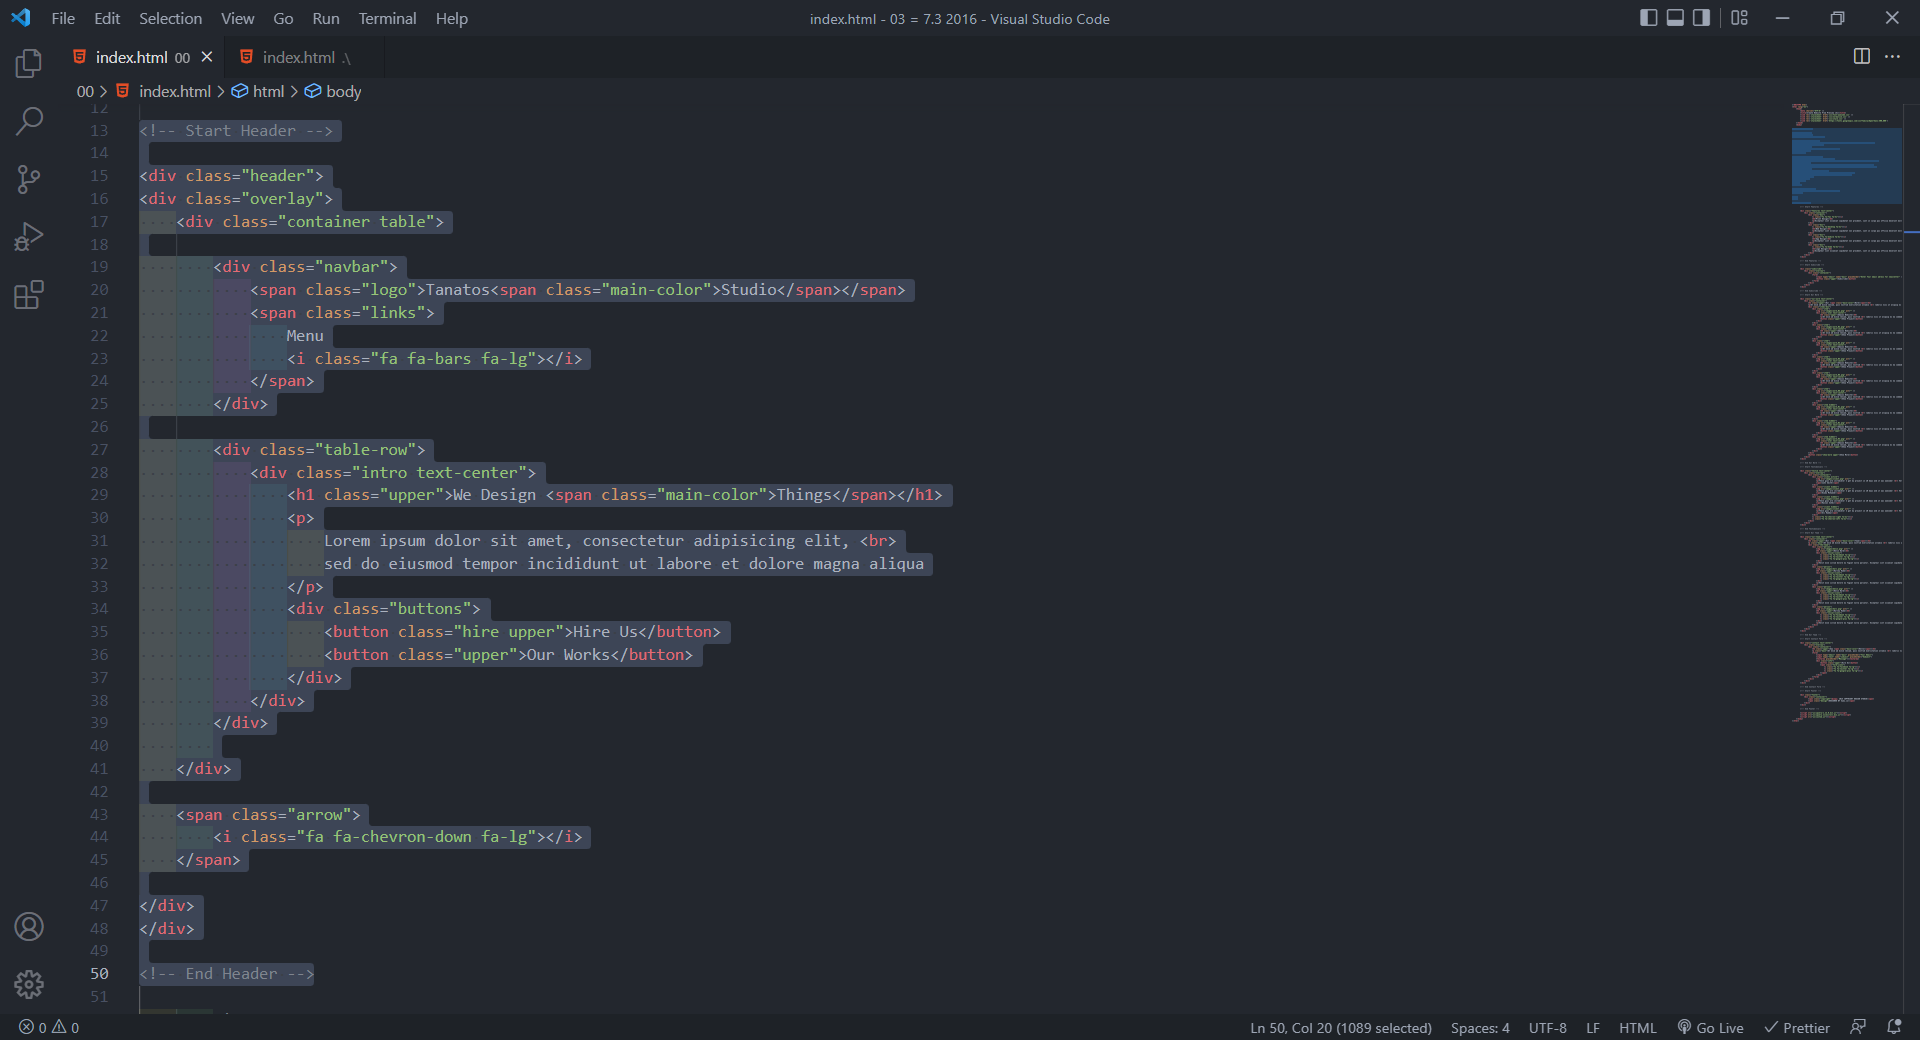 File Edit Selection View Go Run Terminal Help
index.html - 03 = 7.3 2016 - Visual Studio Code
index.html 00
index.html .\
00 > index.html > html > body
12
13 <!-- Start Header -->
14
15 <div class="header">
16 <div class="overlay">
17 <div class="container table">
18
19 <div class="navbar">
20 <span class="logo">Tanatos<span class="main-color">Studio</span></span>
21 <span class="links">
22 Menu
23 <i class="fa fa-bars fa-lg"></i>
24 </span>
25 </div>
26
27 <div class="table-row">
28 <div class="intro text-center">
29 <h1 class="upper">We Design <span class="main-color">Things</span></h1>
30 <p>
31 Lorem ipsum dolor sit amet, consectetur adipisicing elit, <br>
32 sed do eiusmod tempor incididunt ut labore et dolore magna aliqua
33 </p>
34 <div class="buttons">
35 <button class="hire upper">Hire Us</button>
36 <button class="upper">Our Works</button>
37 </div>
38 </div>
39 </div>
40
41 </div>
42
43 <span class="arrow">
44 <i class="fa fa-chevron-down fa-lg"></i>
45 </span>
46
47 </div>
48 </div>
49
50 <!-- End Header -->
51
0 0
Ln 50, Col 20 (1089 selected) Spaces: 4 UTF-8 LF HTML Go Live Prettier